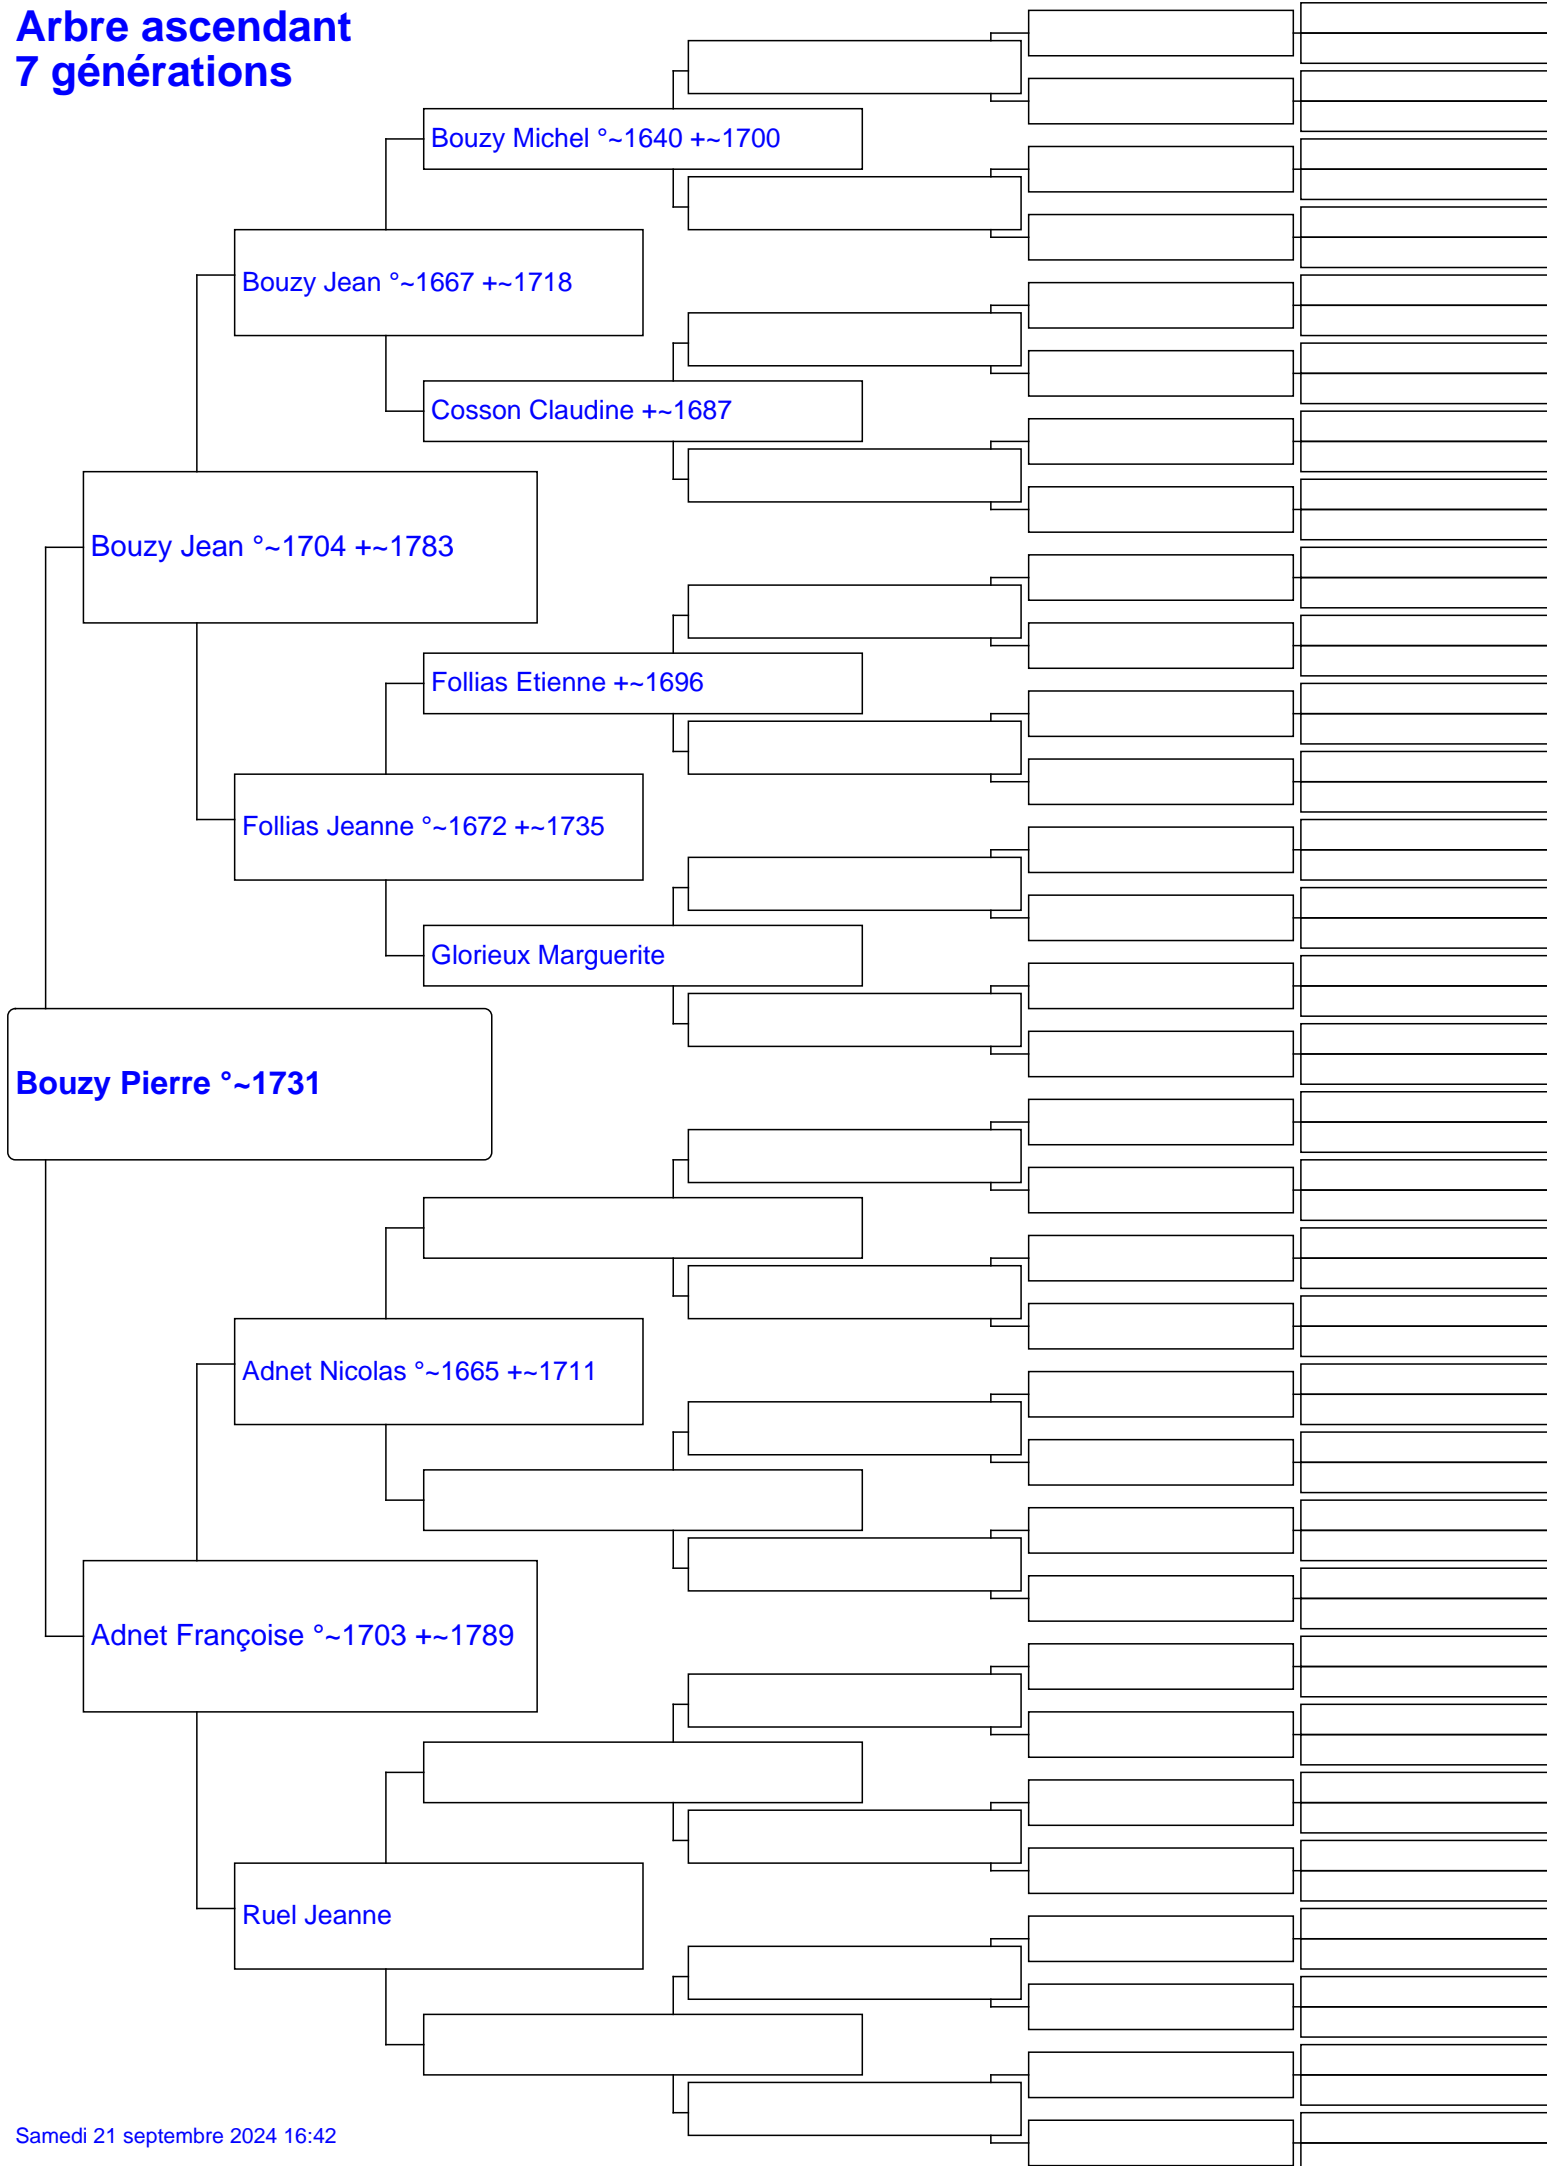 Arbre ascendant
7 générations
Bouzy Michel °~1640 +~1700
Bouzy Jean °~1667 +~1718
Cosson Claudine +~1687
Bouzy Jean °~1704 +~1783
Follias Etienne +~1696
Follias Jeanne °~1672 +~1735
Glorieux Marguerite
Bouzy Pierre °~1731
Adnet Nicolas °~1665 +~1711
Adnet Françoise °~1703 +~1789
Ruel Jeanne
Samedi 21 septembre 2024 16:42